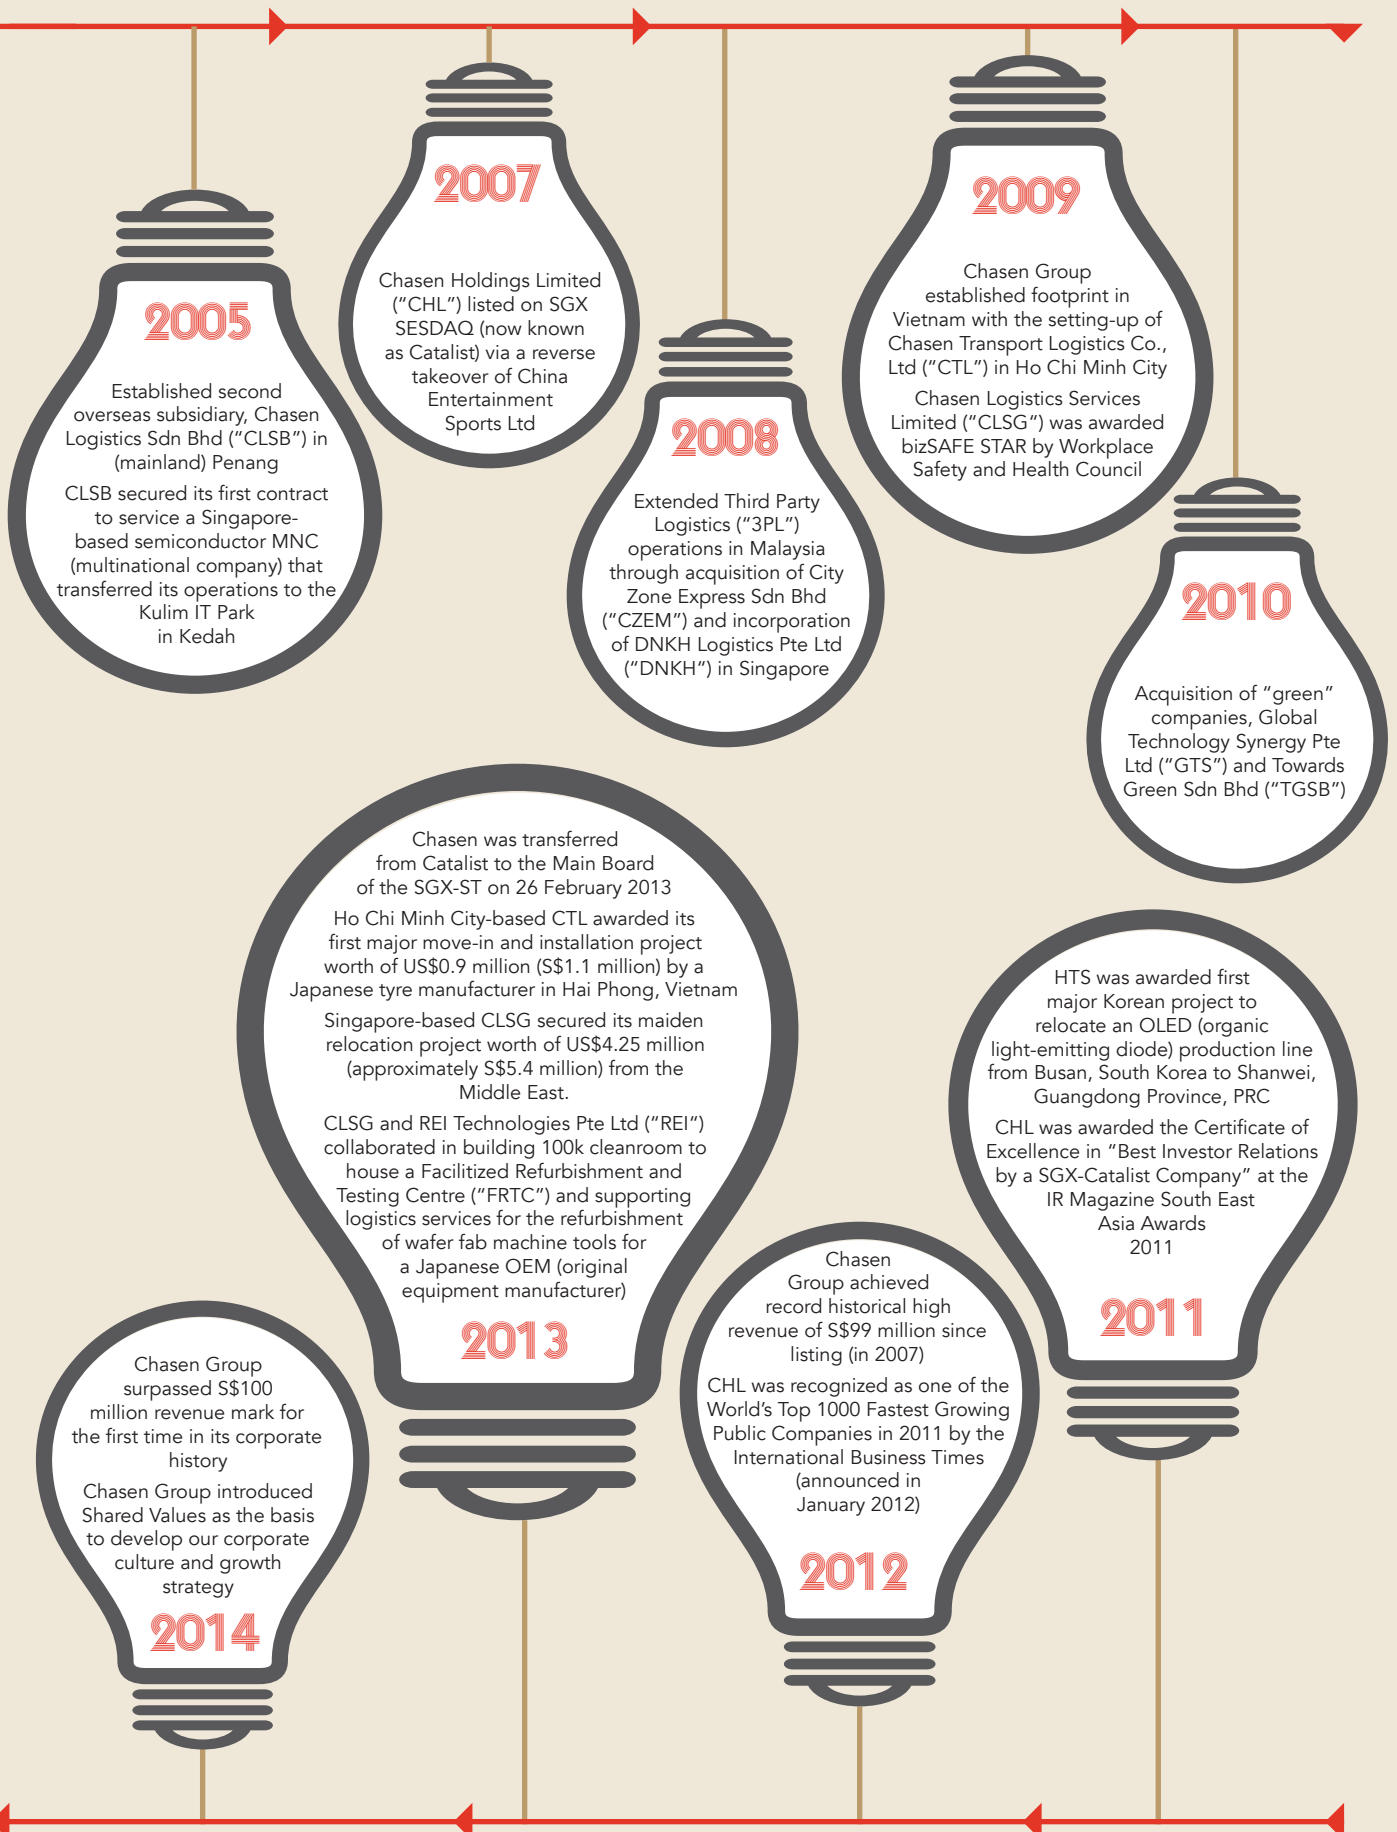 2005
Established second
overseas subsidiary, Chasen
Logistics Sdn Bhd (“CLSB”) in
(mainland) Penang
CLSB secured its first contract
to service a Singapore-
based semiconductor MNC
(multinational company) that
transferred its operations to the
Kulim IT Park
in Kedah
2007
Chasen Holdings Limited
(“CHL”) listed on SGX
SESDAQ (now known
as Catalist) via a reverse
takeover of China
Entertainment
Sports Ltd
2008
Extended Third Party
Logistics (“3PL”)
operations in Malaysia
through acquisition of City
Zone Express Sdn Bhd
(“CZEM”) and incorporation
of DNKH Logistics Pte Ltd
(“DNKH”) in Singapore
2009
Chasen Group
established footprint in
Vietnam with the setting-up of
Chasen Transport Logistics Co.,
Ltd (“CTL”) in Ho Chi Minh City
Chasen Logistics Services
Limited (“CLSG”) was awarded
bizSAFE STAR by Workplace
Safety and Health Council
2010
Acquisition of “green”
companies, Global
Technology Synergy Pte
Ltd (“GTS”) and Towards
Green Sdn Bhd (“TGSB”)
HTS was awarded first
major Korean project to
relocate an OLED (organic
light-emitting diode) production line
from Busan, South Korea to Shanwei,
Guangdong Province, PRC
CHL was awarded the Certificate of
Excellence in “Best Investor Relations
by a SGX-Catalist Company” at the
IR Magazine South East
Asia Awards
2011
2011
Chasen
Group achieved
record historical high
revenue of S$99 million since
listing (in 2007)
CHL was recognized as one of the
World’s Top 1000 Fastest Growing
Public Companies in 2011 by the
International Business Times
(announced in
January 2012)
2012
Chasen was transferred
from Catalist to the Main Board
of the SGX-ST on 26 February 2013
Ho Chi Minh City-based CTL awarded its
first major move-in and installation project
worth of US$0.9 million (S$1.1 million) by a
Japanese tyre manufacturer in Hai Phong, Vietnam
Singapore-based CLSG secured its maiden
relocation project worth of US$4.25 million
(approximately S$5.4 million) from the
Middle East.
CLSG and REI Technologies Pte Ltd (“REI”)
collaborated in building 100k cleanroom to
house a Facilitized Refurbishment and
Testing Centre (“FRTC”) and supporting
logistics services for the refurbishment
of wafer fab machine tools for
a Japanese OEM (original
equipment manufacturer)
2013
Chasen Group
surpassed S$100
million revenue mark for
the first time in its corporate
history
Chasen Group introduced
Shared Values as the basis
to develop our corporate
culture and growth
strategy
2014